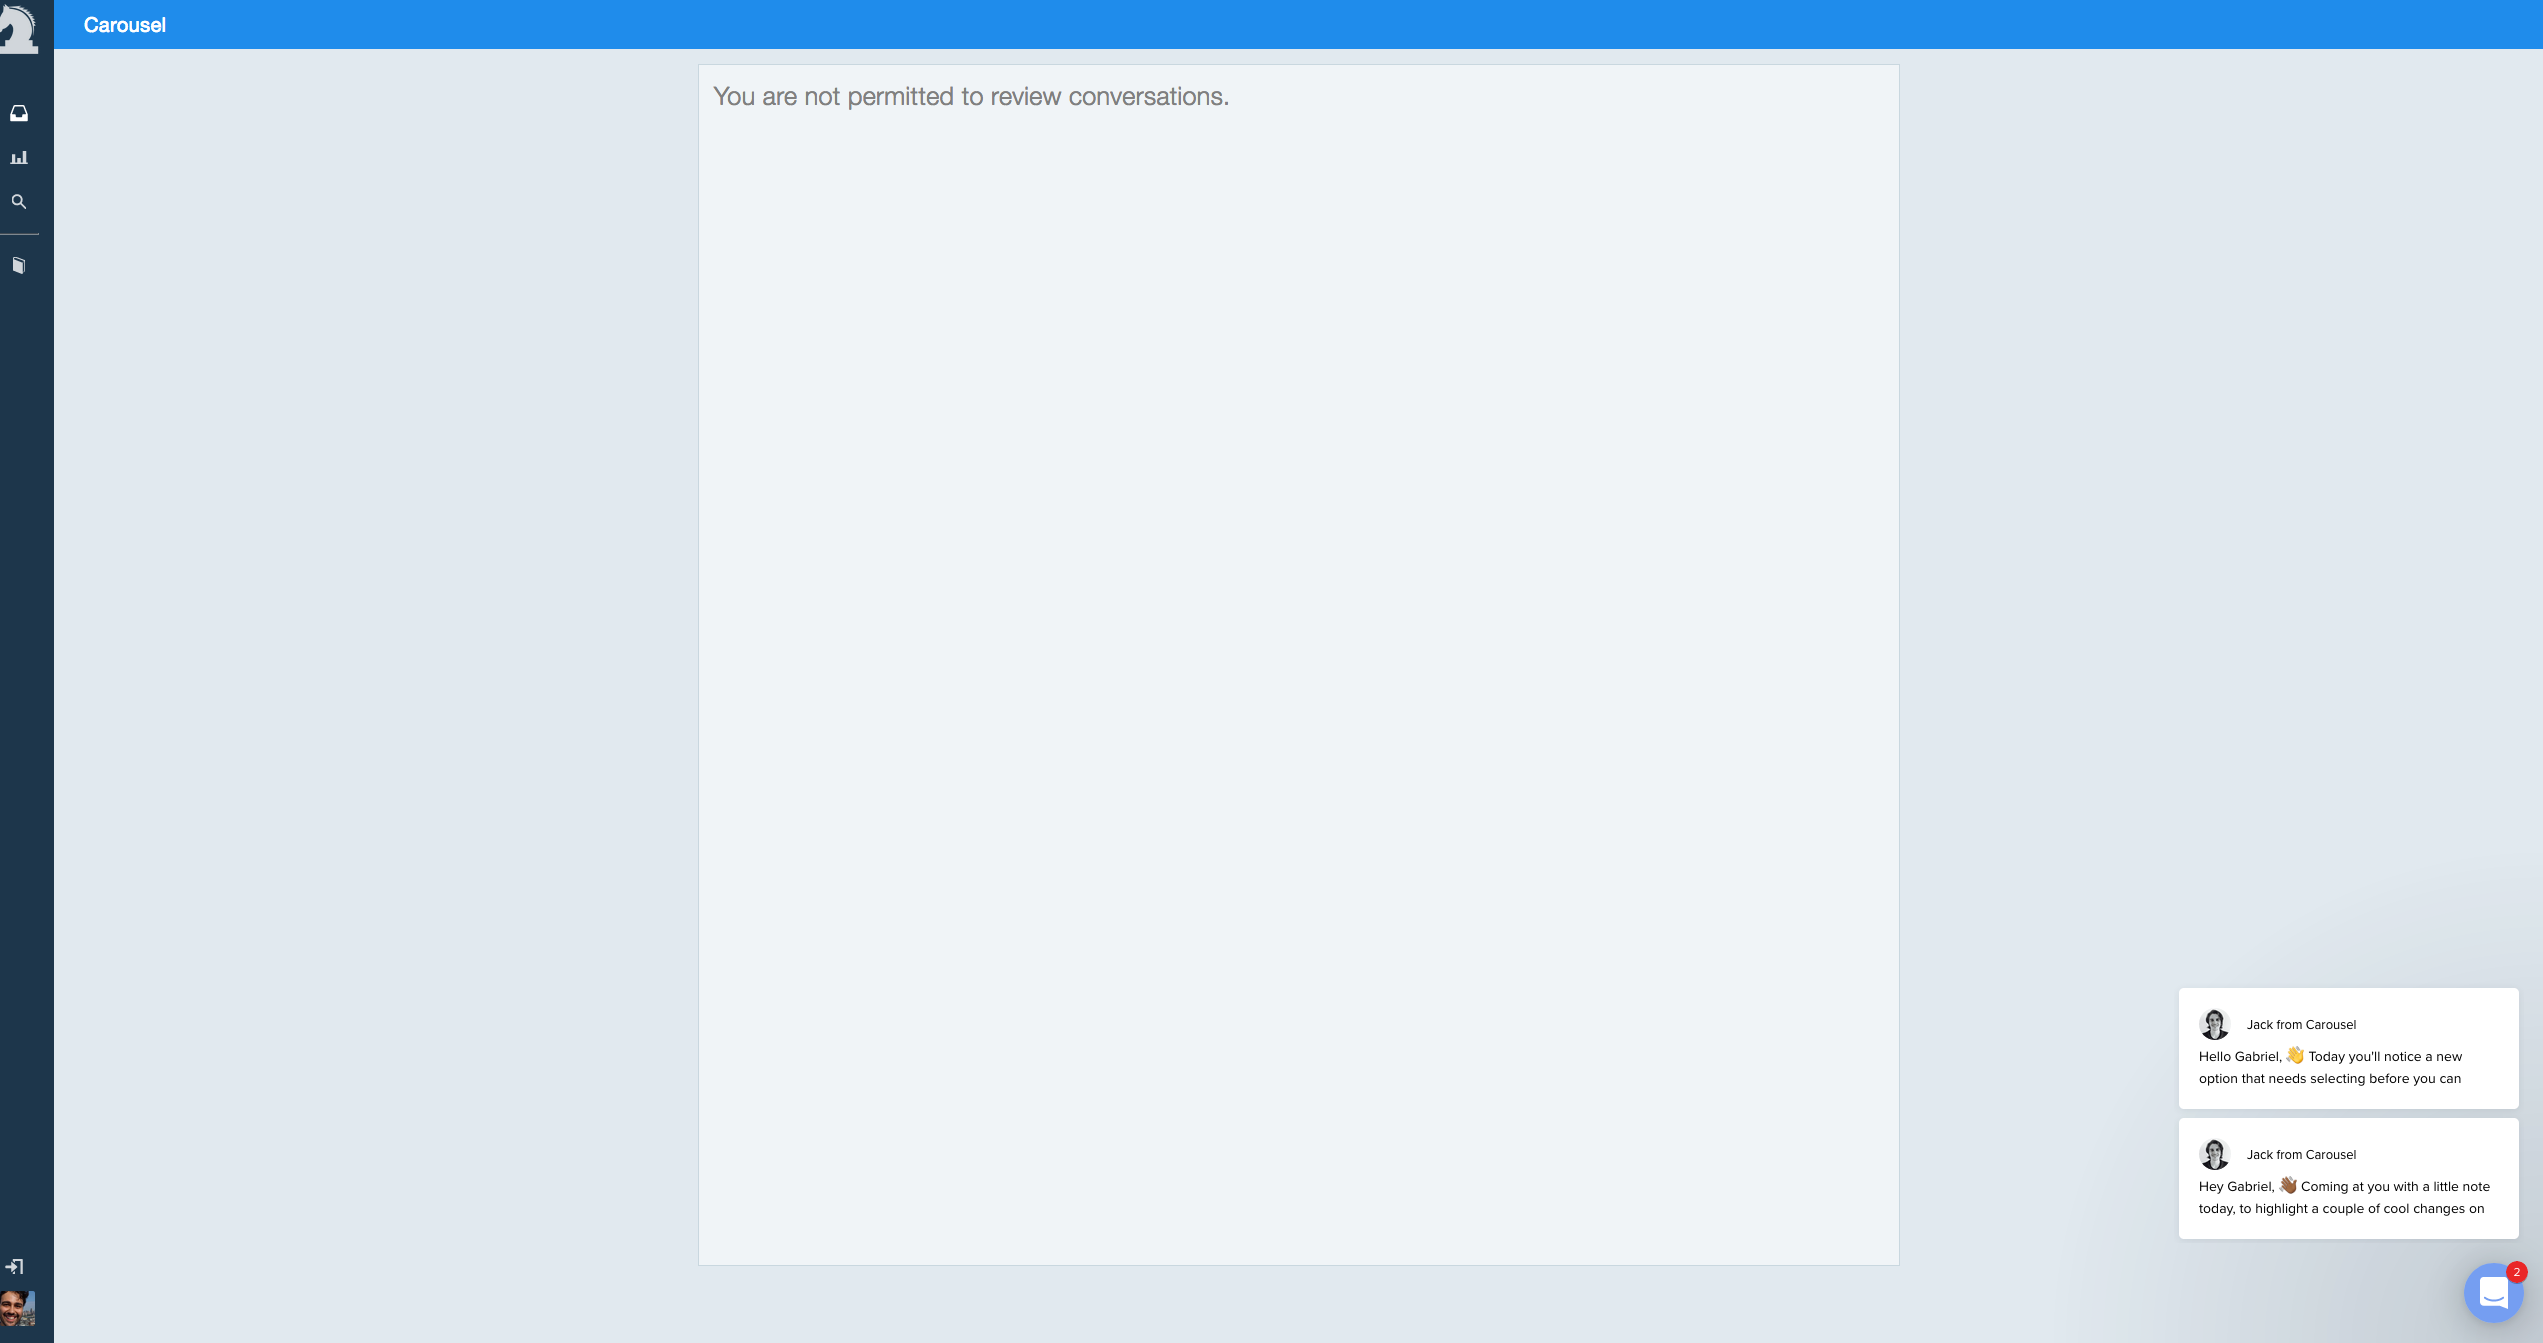 Carousel
You are not permitted to review conversations.
Jack from Carousel
Hello Gabriel, 👋 Today you'll notice a new
option that needs selecting before you can
Jack from Carousel
Hey Gabriel, 👋🏾 Coming at you with a little note
today, to highlight a couple of cool changes on
2